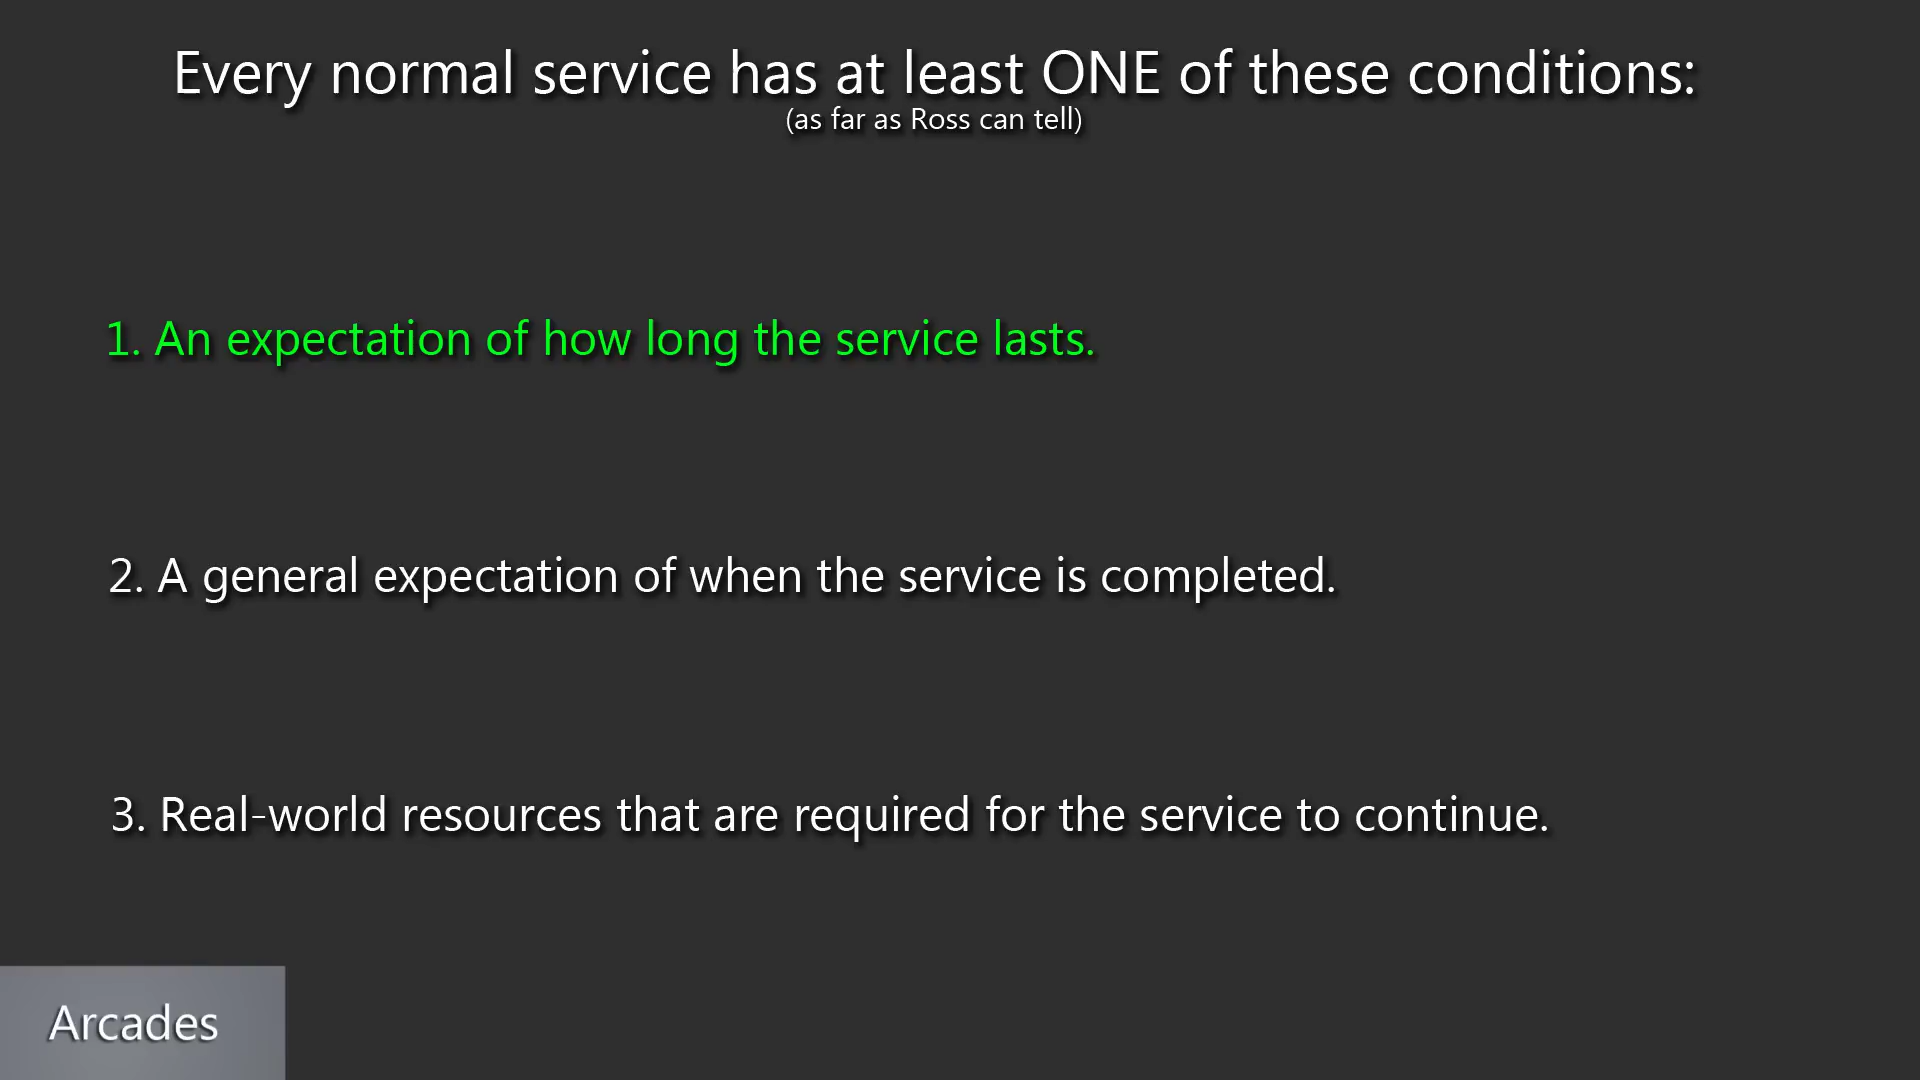 Every normal service has at least ONE of these conditions:
(as far as Ross can tell)
1. An expectation of how long the service lasts.
2. A general expectation of when the service is completed.
3. Real-world resources that are required for the service to continue.
Arcades